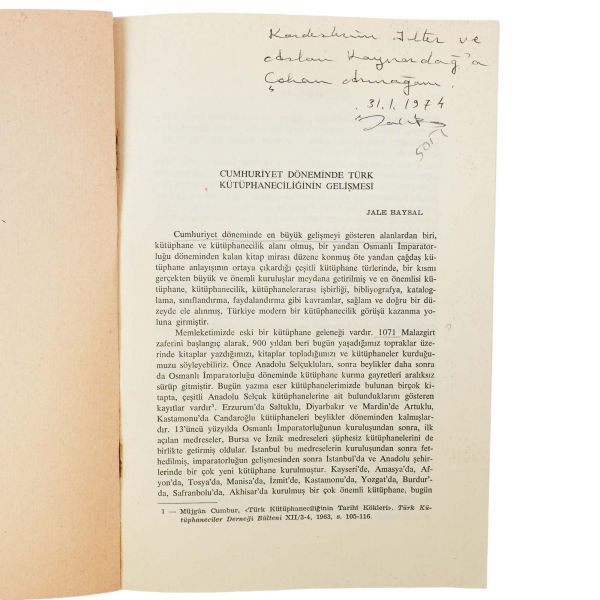 Kardeşlerim İlter ve
Arslan Kaynardağ'a
Çoban Armağanı.
31.1.1974
CUMHURİYET DÖNEMİNDE TÜRK
KÜTÜPHANECİLİĞİNİN GELİŞMESİ
JALE BAYSAL
Cumhuriyet döneminde en büyük gelişmeyi gösteren alanlardan biri,
kütüphane ve kütüphanecilik alanı olmuş, bir yandan Osmanlı İmparator-
luğu döneminden kalan kitap mirası düzene konmuş öte yandan çağdaş kü-
tüphane anlayışının ortaya çıkardığı çeşitli kütüphane türlerinde, bir kısmı
gerçekten büyük ve önemli kuruluşlar meydana getirilmiş ve en önemlisi kü-
tüphane, kütüphanecilik, kütüphanelerarası işbirliği, bibliyografya, katalog-
lama, sınıflandırma, faydalandırma gibi kavramlar, sağlam ve doğru bir dü-
zeyde ele alınmış, Türkiye modern bir kütüphanecilik görüşü kazanma yo-
luna girmiştir.
Memleketimizde eski bir kütüphane geleneği vardır. 1071 Malazgirt
zaferini başlangıç alarak, 900 yıldan beri bugün yaşadığımız topraklar üze-
rinde kitaplar yazdığımızı, kitaplar topladığımızı ve kütüphaneler kurduğu-
muzu söyleyebiliriz. Önce Anadolu Selçukluları, sonra beylikler daha sonra
da Osmanlı İmparatorluğu döneminde kütüphane kurma gayretleri aralıksız
sürüp gitmiştir. Bugün yazma eser kütüphanelerimizde bulunan birçok ki-
tapta, çeşitli Anadolu Selçuk kütüphanelerine ait bulunduklarını gösteren
kayıtlar vardır¹. Erzurum'da Saltuklu, Diyarbakır ve Mardin'de Artuklu,
Kastamonu'da Candaroğlu kütüphaneleri beylikler döneminden kalmışlar-
dır. 13'üncü yüzyılda Osmanlı İmparatorluğunun kuruluşundan sonra, ilk
açılan medreseler, Bursa ve İznik medreseleri şüphesiz kütüphanelerini de
birlikte getirmiş oldular. İstanbul bu medreselerin kuruluşundan sonra fet-
hedilmiş, imparatorluğun gelişmesinden sonra İstanbul'da ve Anadolu şehir-
lerinde bir çok yeni kütüphane kurulmuştur. Kayseri'de, Amasya'da, Af-
yon'da, Tosya'da, Manisa'da, İzmit'de, Kastamonu'da, Yozgat'da, Burdur'-
da, Safranbolu'da, Akhisar'da kurulmuş bir çok önemli kütüphane, bugün
1 — Müjgân Cumbur, «Türk Kütüphaneciliğinin Tarihî Kökleri». Türk Kü-
tüphaneciler Derneği Bülteni XII/3-4, 1963, s. 105-116.